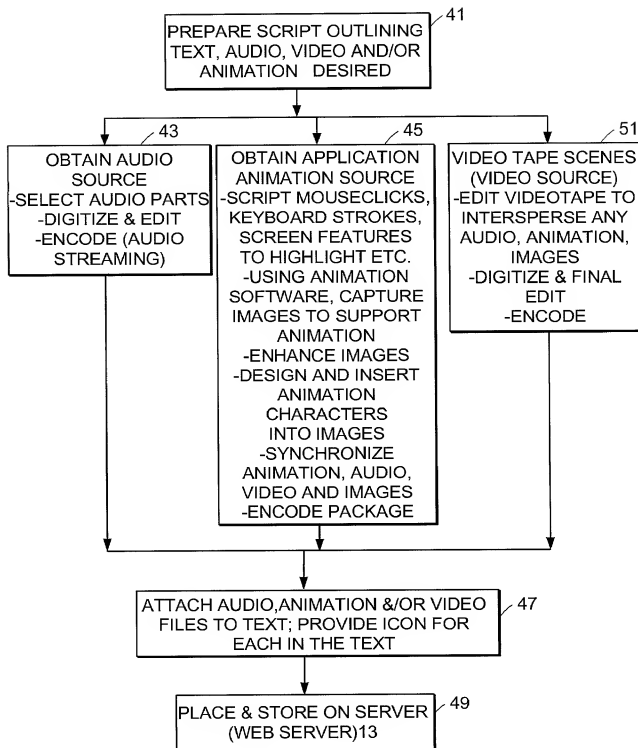 41
PREPARE SCRIPT OUTLINING
TEXT, AUDIO, VIDEO AND/OR
ANIMATION DESIRED
43
OBTAIN AUDIO
SOURCE
-SELECT AUDIO PARTS
-DIGITIZE & EDIT
-ENCODE (AUDIO
STREAMING)
45
OBTAIN APPLICATION
ANIMATION SOURCE
-SCRIPT MOUSECLICKS,
KEYBOARD STROKES,
SCREEN FEATURES
TO HIGHLIGHT ETC.
-USING ANIMATION
SOFTWARE, CAPTURE
IMAGES TO SUPPORT
ANIMATION
-ENHANCE IMAGES
-DESIGN AND INSERT
ANIMATION
CHARACTERS
INTO IMAGES
-SYNCHRONIZE
ANIMATION, AUDIO,
VIDEO AND IMAGES
-ENCODE PACKAGE
51
VIDEO TAPE SCENES
(VIDEO SOURCE)
-EDIT VIDEOTAPE TO
INTERSPERSE ANY
AUDIO, ANIMATION,
IMAGES
-DIGITIZE & FINAL
EDIT
-ENCODE
47
ATTACH AUDIO,ANIMATION &/OR VIDEO
FILES TO TEXT; PROVIDE ICON FOR
EACH IN THE TEXT
49
PLACE & STORE ON SERVER
(WEB SERVER)13